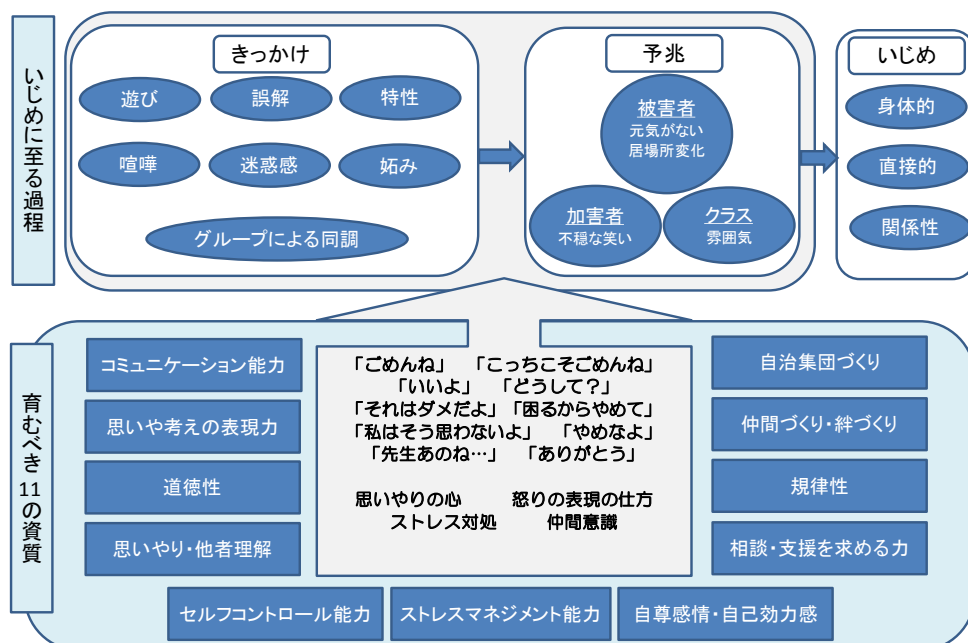 いじめに至る過程
きっかけ
遊び
誤解
特性
喧嘩
迷惑感
妬み
グループによる同調
予兆
被害者
元気がない
居場所変化
加害者
不穏な笑い
クラス
雰囲気
いじめ
身体的
直接的
関係性
育むべき11の資質
コミュニケーション能力
思いや考えの表現力
道徳性
思いやり・他者理解
「ごめんね」 「こっちこそごめんね」
「いいよ」 「どうして？」
「それはダメだよ」 「困るからやめて」
「私はそう思わないよ」 「やめなよ」
「先生あのね…」 「ありがとう」
思いやりの心 怒りの表現の仕方
ストレス対処 仲間意識
自治集団づくり
仲間づくり・絆づくり
規律性
相談・支援を求める力
セルフコントロール能力
ストレスマネジメント能力
自尊感情・自己効力感